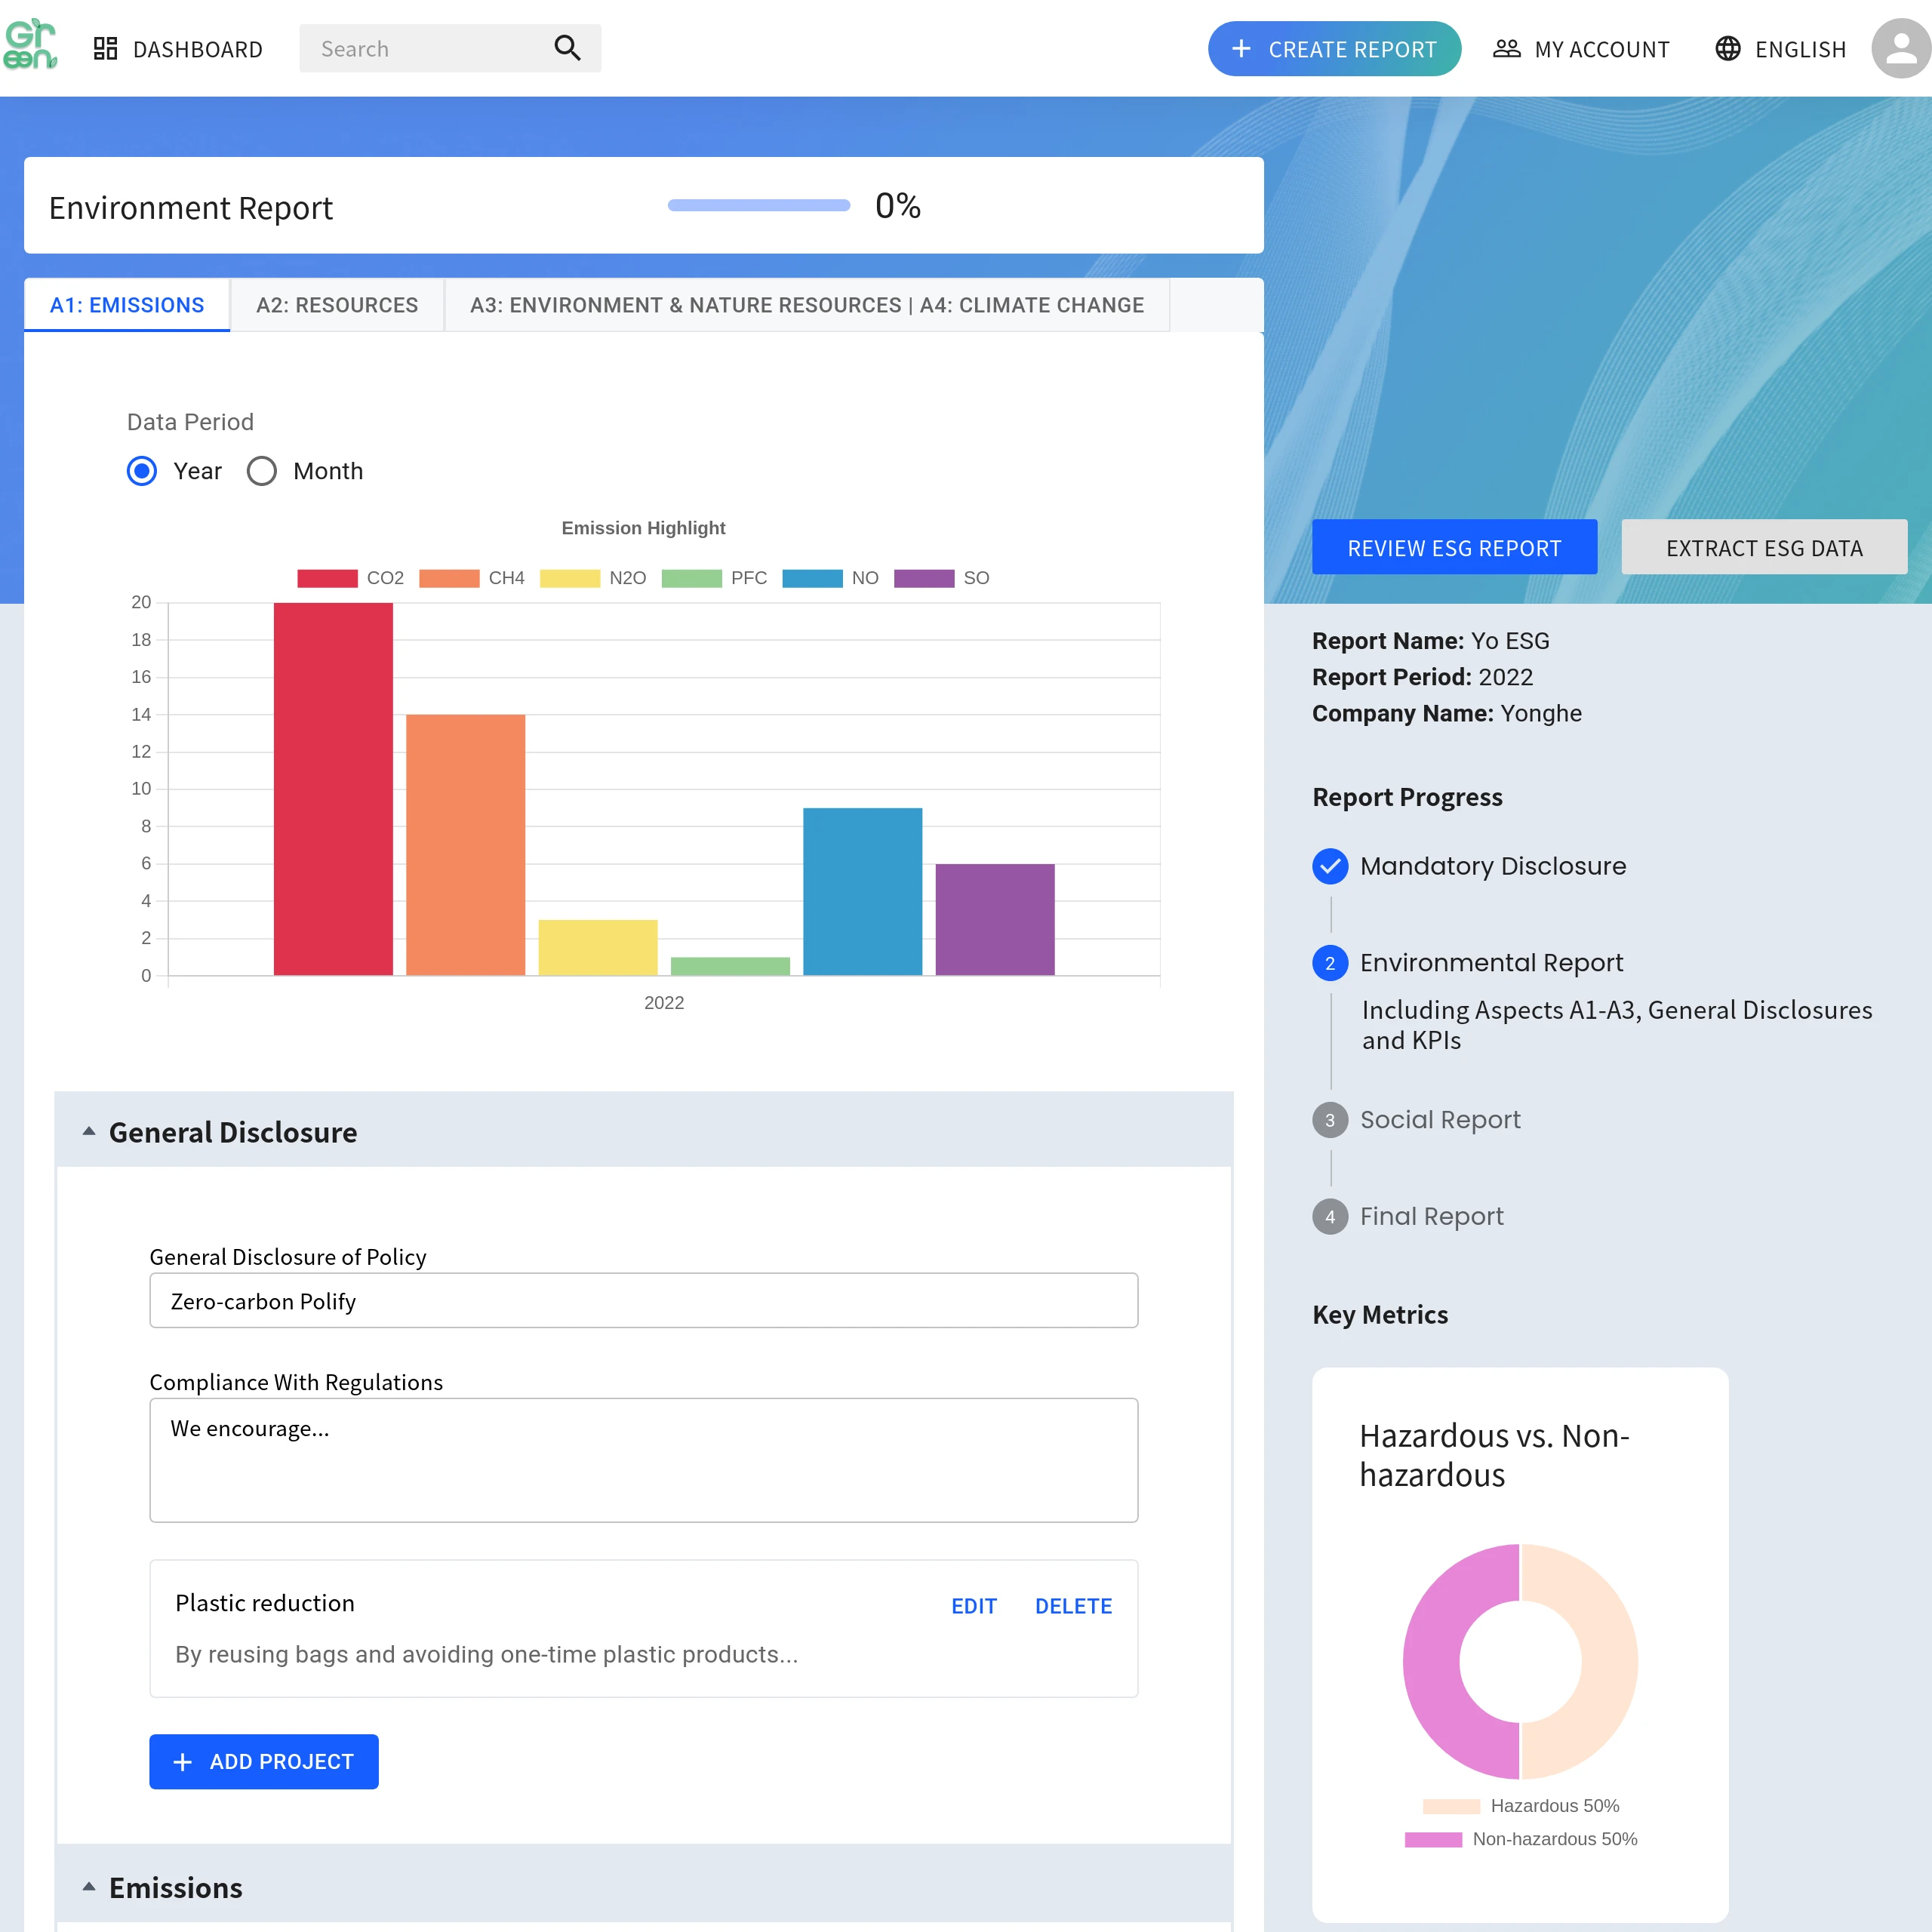 Green
DASHBOARD
Search
CREATE REPORT
MY ACCOUNT
ENGLISH
Environment Report
0%
A1: EMISSIONS
A2: RESOURCES
A3: ENVIRONMENT & NATURE RESOURCES | A4: CLIMATE CHANGE
Data Period
Year
Month
Emission Highlight
CO2
CH4
N2O
PFC
NO
SO
20
18
16
14
12
10
8
6
4
2
0
2022
General Disclosure
General Disclosure of Policy
Zero-carbon Polify
Compliance With Regulations
We encourage...
Plastic reduction
EDIT
DELETE
By reusing bags and avoiding one-time plastic products...
ADD PROJECT
Emissions
REVIEW ESG REPORT
EXTRACT ESG DATA
Report Name: Yo ESG
Report Period: 2022
Company Name: Yonghe
Report Progress
Mandatory Disclosure
2 Environmental Report
Including Aspects A1-A3, General Disclosures
and KPIs
3 Social Report
4 Final Report
Key Metrics
Hazardous vs. Non-
hazardous
Hazardous 50%
Non-hazardous 50%